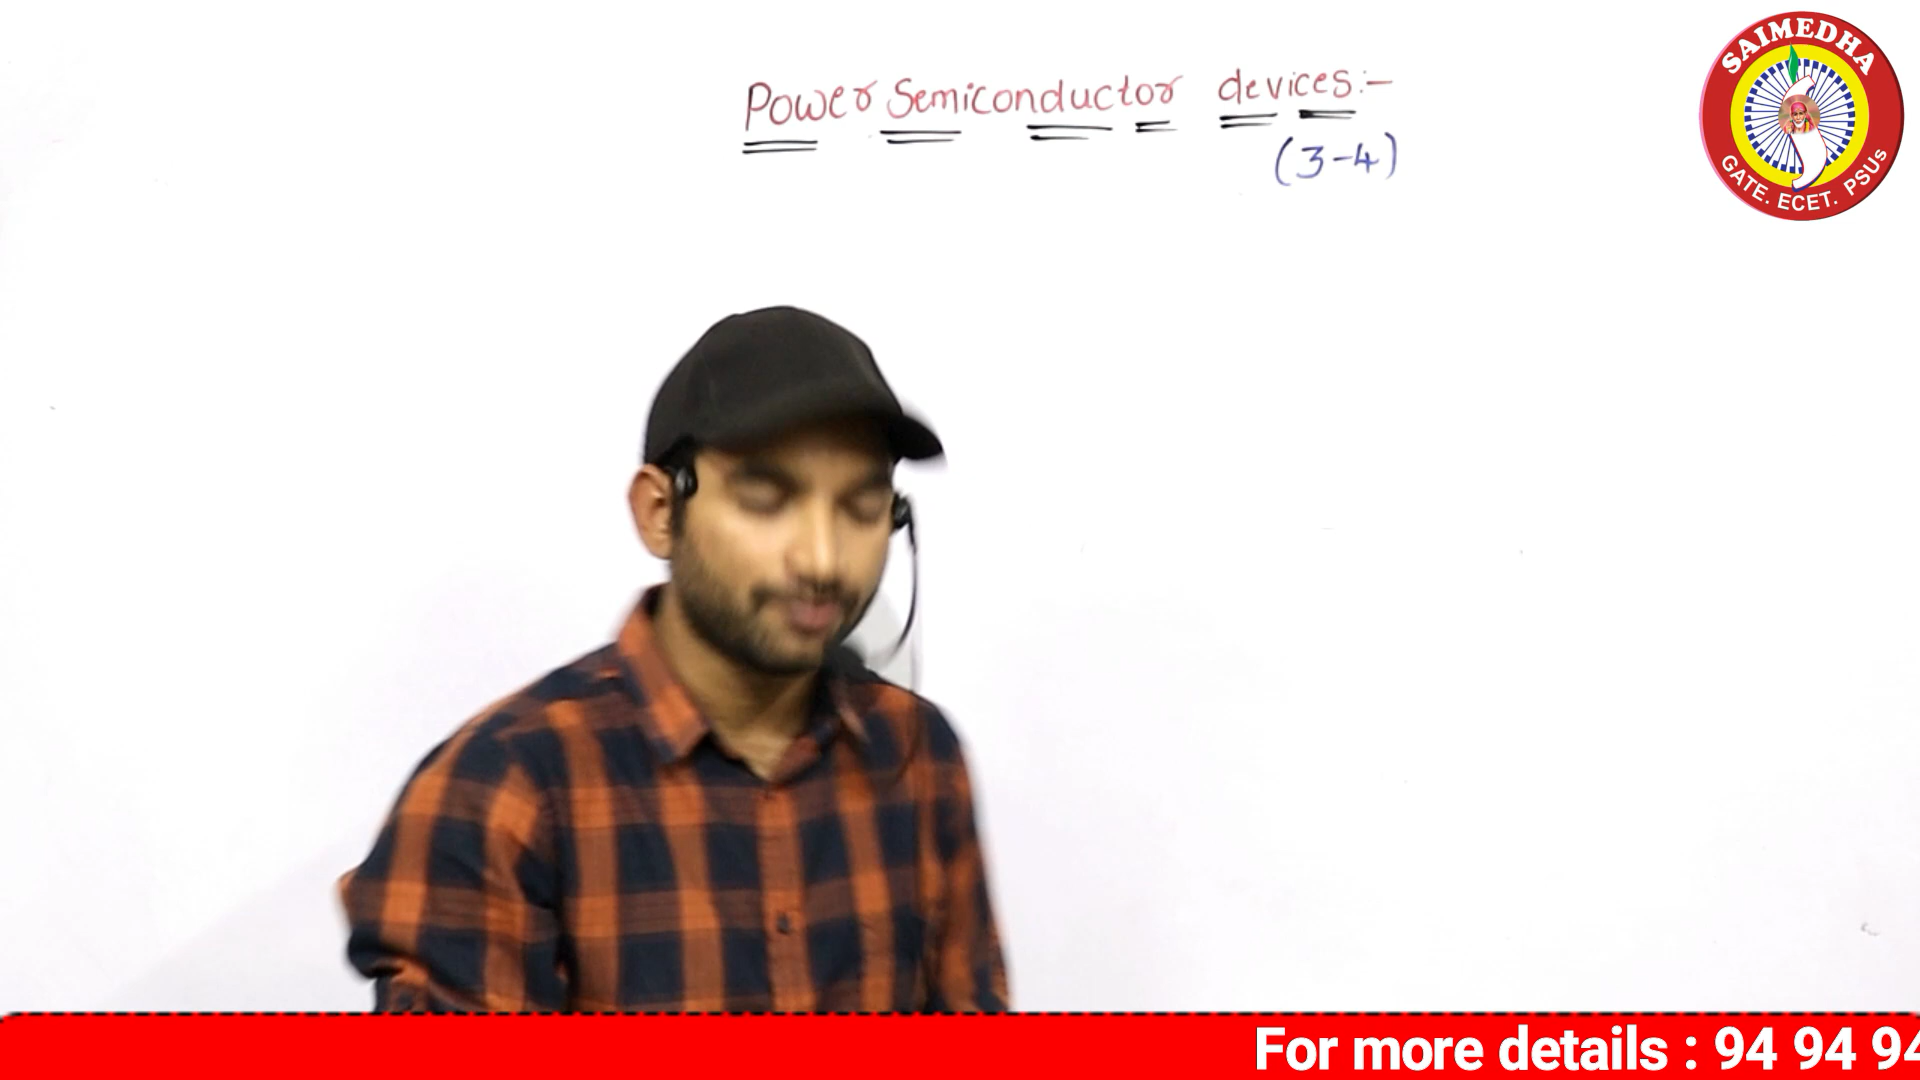 Power Semiconductor devices:-
(3-4)
SAIMEDHA
GATE. ECET. PSUs
For more details : 94 94 94